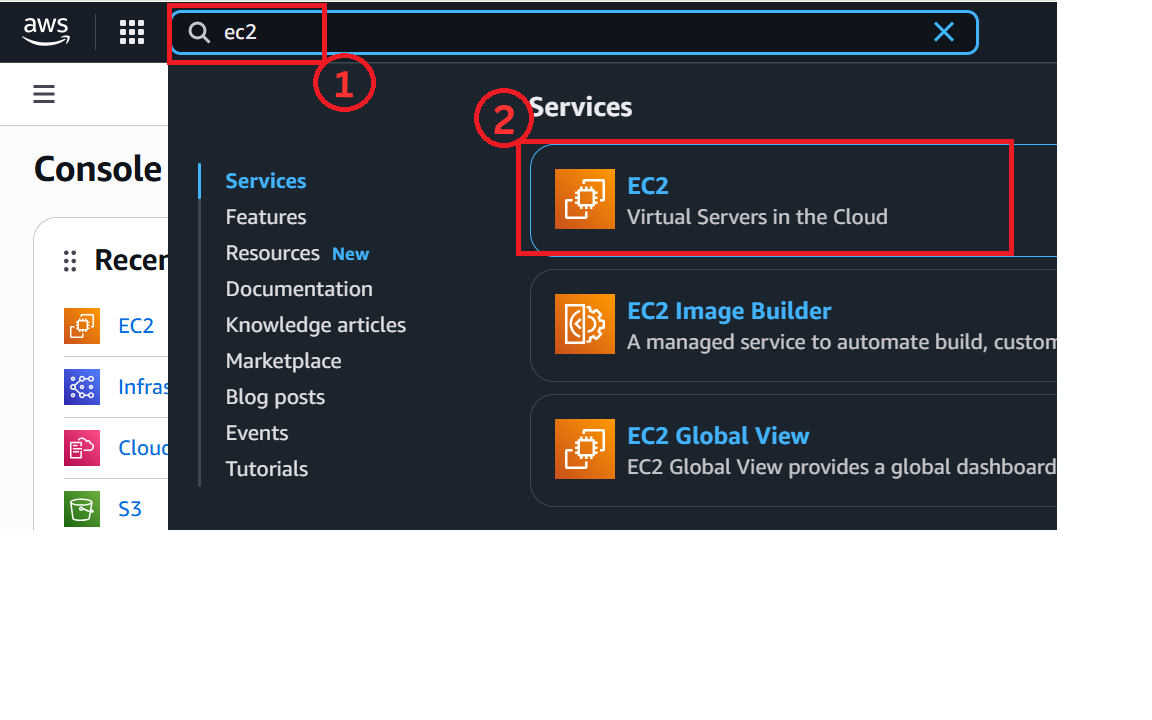 aws
ec2
1
2
Services
Services
Features
Resources New
Documentation
Knowledge articles
Marketplace
Blog posts
Events
Tutorials
EC2
Virtual Servers in the Cloud
EC2 Image Builder
A managed service to automate build, custom
EC2 Global View
EC2 Global View provides a global dashboard
Console
Recen
EC2
Infras
Cloud
S3